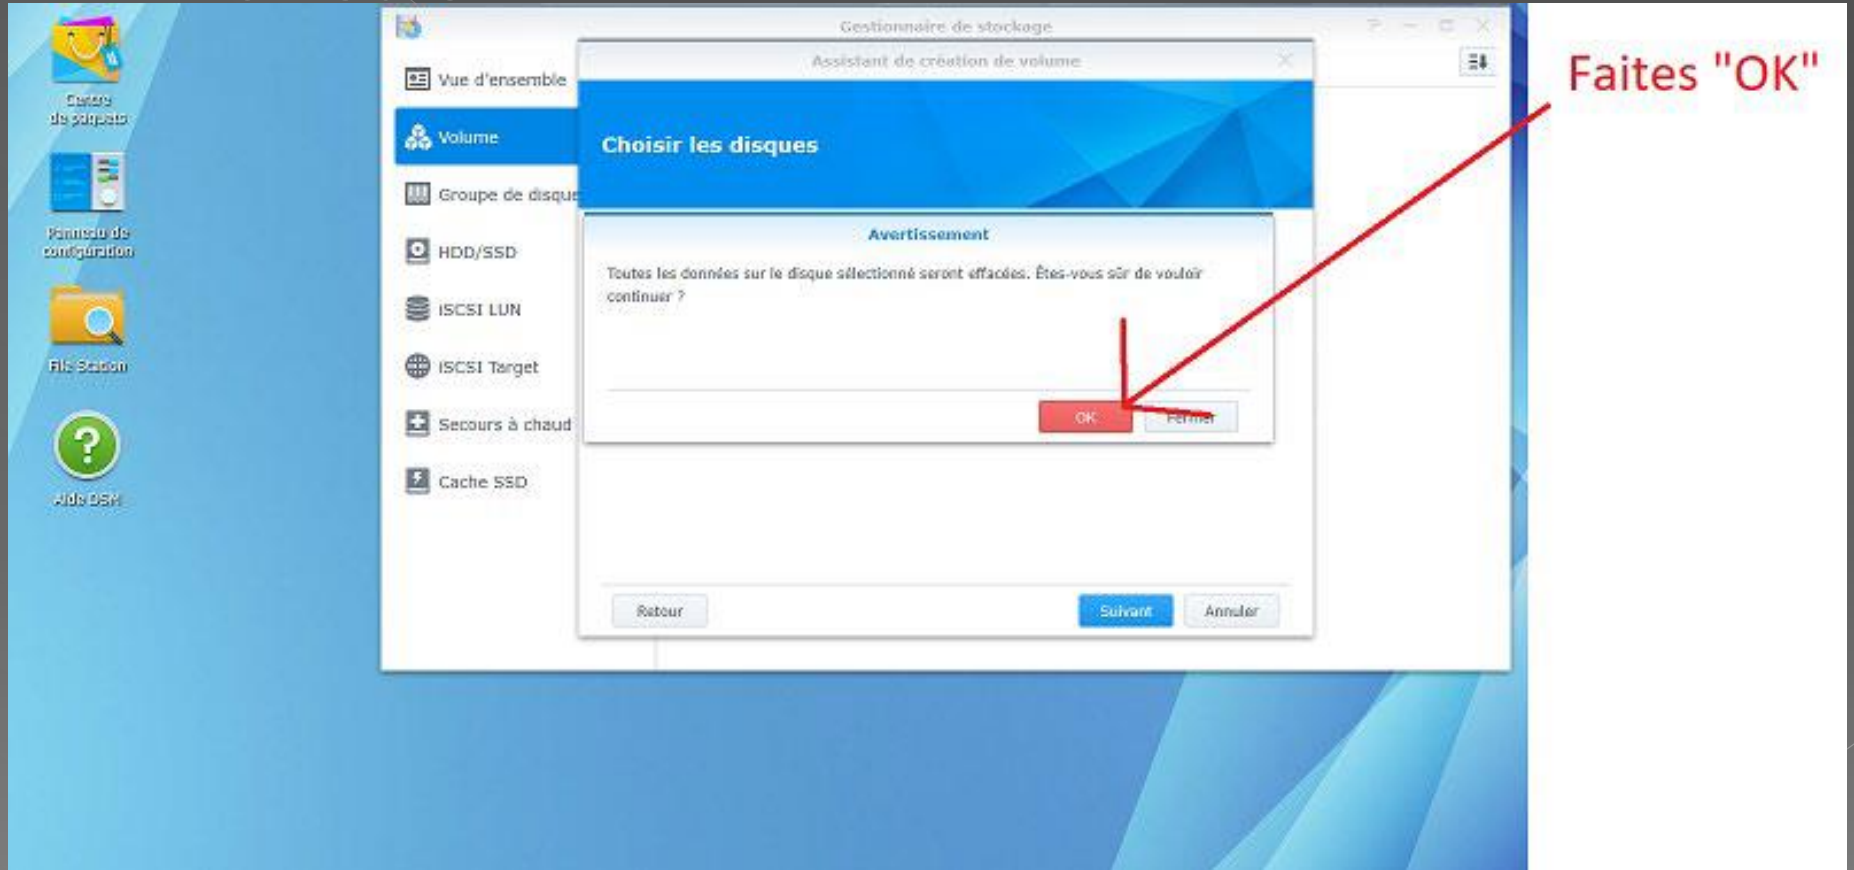 Centre
de paquets
Panneau de
configuration
File Station
Aide DSM
Gestionnaire de stockage
Vue d'ensemble
Volume
Groupe de disque
HDD/SSD
iSCSI LUN
iSCSI Target
Secours à chaud
Cache SSD
Assistant de création de volume
Choisir les disques
Avertissement
Toutes les données sur le disque sélectionné seront effacées. Êtes-vous sûr de vouloir
continuer ?
OK
Fermer
Retour
Suivant
Annuler
Faites "OK"